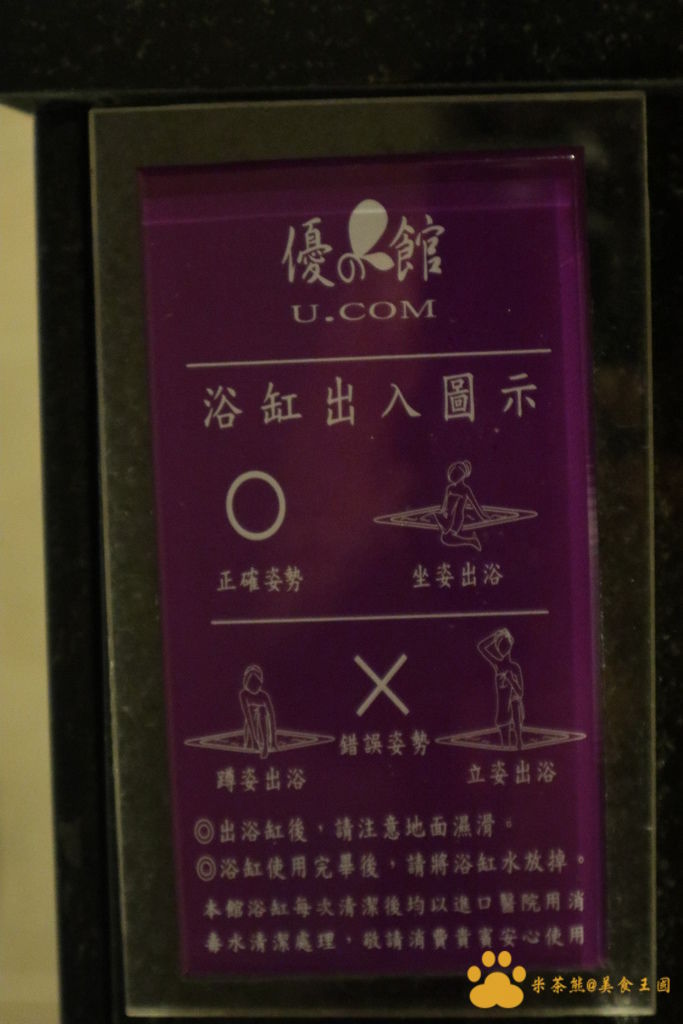 優の館
U.COM
浴缸出入圖示
正確姿勢
坐姿出浴
錯誤姿勢
蹲姿出浴
立姿出浴
◎出浴缸後，請注意地面濕滑。
◎浴缸使用完畢後，請將浴缸水放掉。
本館浴缸每次清潔後均以進口醫院用消
毒水清潔處理，敬請消費貴賓安心使用
米茶熊@美食王國